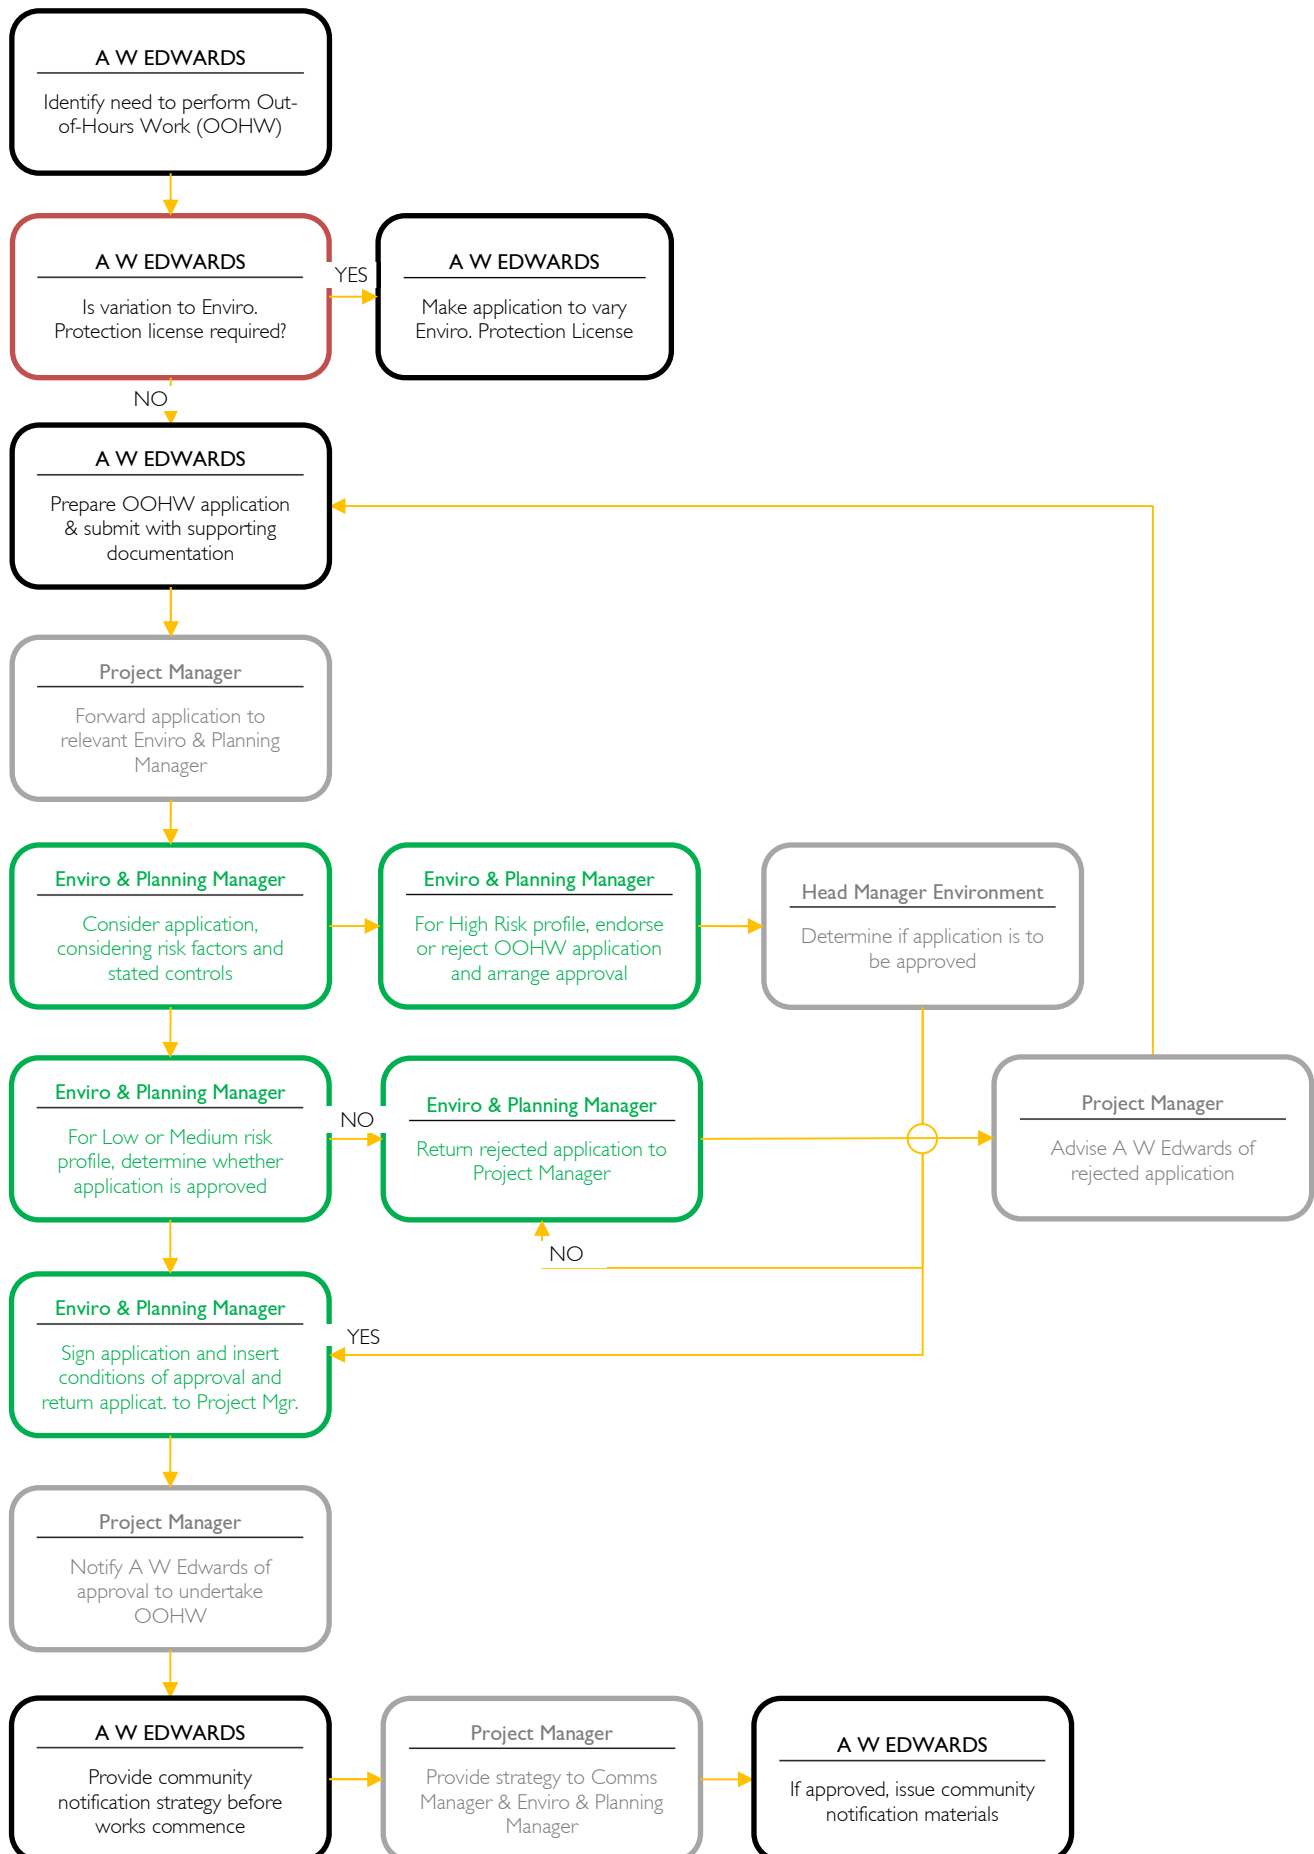 A W EDWARDS
Identify need to perform Out-
of-Hours Work (OOHW)
A W EDWARDS
Is variation to Enviro.
Protection license required?
YES
A W EDWARDS
Make application to vary
Enviro. Protection License
NO
A W EDWARDS
Prepare OOHW application
& submit with supporting
documentation
Project Manager
Forward application to
relevant Enviro & Planning
Manager
Enviro & Planning Manager
Consider application,
considering risk factors and
stated controls
Enviro & Planning Manager
For High Risk profile, endorse
or reject OOHW application
and arrange approval
Head Manager Environment
Determine if application is to
be approved
Enviro & Planning Manager
For Low or Medium risk
profile, determine whether
application is approved
NO
Enviro & Planning Manager
Return rejected application to
Project Manager
Project Manager
Advise A W Edwards of
rejected application
NO
Enviro & Planning Manager
Sign application and insert
conditions of approval and
return applicat. to Project Mgr.
YES
Project Manager
Notify A W Edwards of
approval to undertake
OOHW
A W EDWARDS
Provide community
notification strategy before
works commence
Project Manager
Provide strategy to Comms
Manager & Enviro & Planning
Manager
A W EDWARDS
If approved, issue community
notification materials